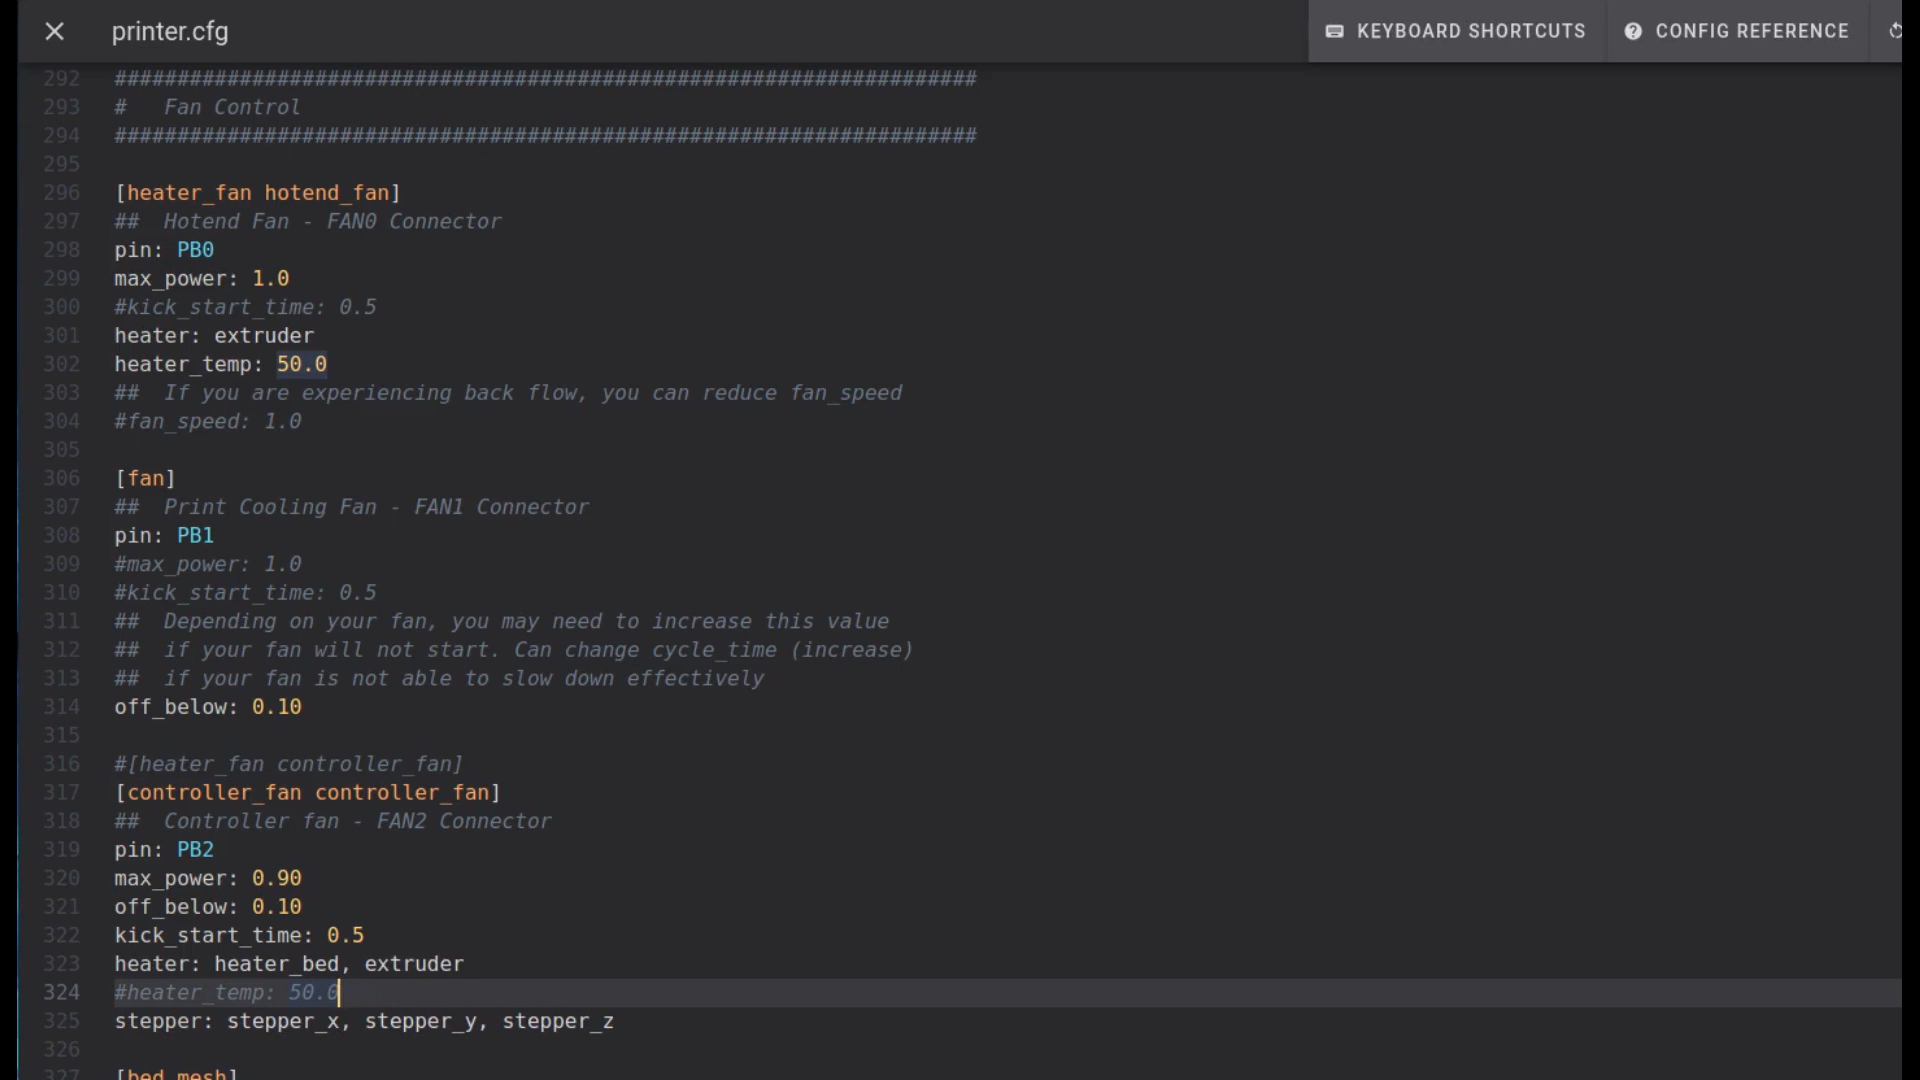 printer.cfg
KEYBOARD SHORTCUTS
CONFIG REFERENCE
292 #####################################################################
293 #   Fan Control
294 #####################################################################
295
296 [heater_fan hotend_fan]
297 ##  Hotend Fan - FAN0 Connector
298 pin: PB0
299 max_power: 1.0
300 #kick_start_time: 0.5
301 heater: extruder
302 heater_temp: 50.0
303 ##  If you are experiencing back flow, you can reduce fan_speed
304 #fan_speed: 1.0
305
306 [fan]
307 ##  Print Cooling Fan - FAN1 Connector
308 pin: PB1
309 #max_power: 1.0
310 #kick_start_time: 0.5
311 ##  Depending on your fan, you may need to increase this value
312 ##  if your fan will not start. Can change cycle_time (increase)
313 ##  if your fan is not able to slow down effectively
314 off_below: 0.10
315
316 #[heater_fan controller_fan]
317 [controller_fan controller_fan]
318 ##  Controller fan - FAN2 Connector
319 pin: PB2
320 max_power: 0.90
321 off_below: 0.10
322 kick_start_time: 0.5
323 heater: heater_bed, extruder
324 #heater_temp: 50.0
325 stepper: stepper_x, stepper_y, stepper_z
326
327 [bed_mesh]